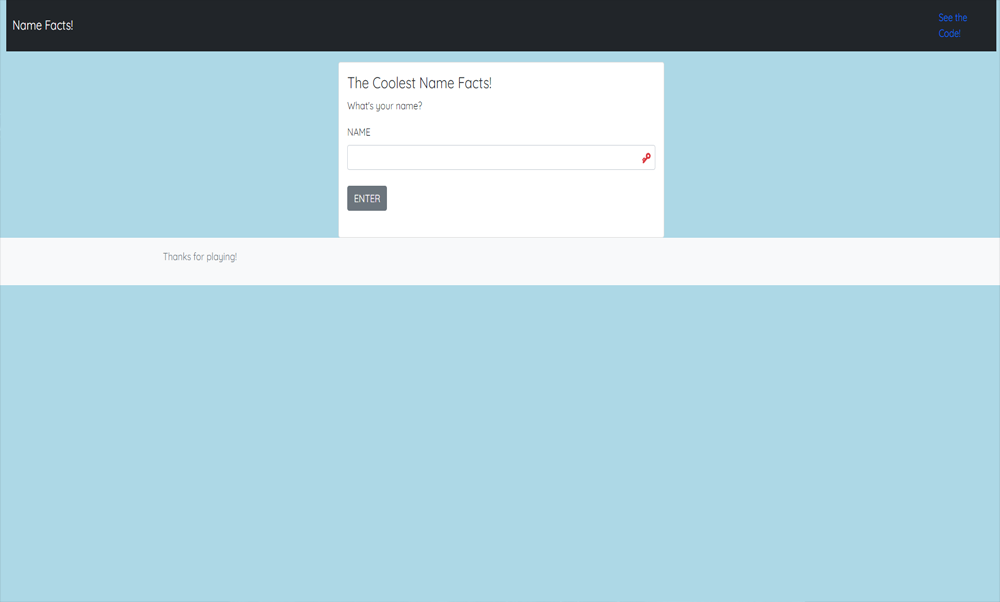 Name Facts!
See the
Code!
The Coolest Name Facts!
What's your name?
NAME
ENTER
Thanks for playing!